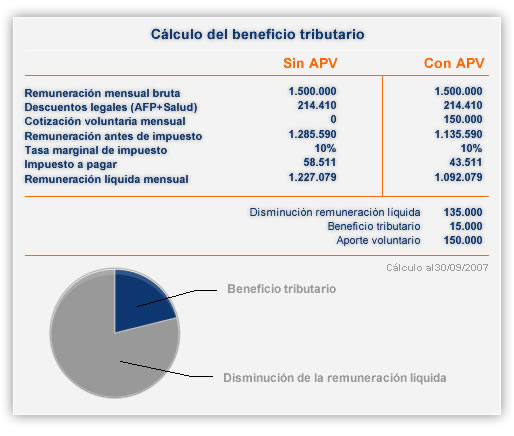 Cálculo del beneficio tributario
Sin APV Con APV
Remuneración mensual bruta 1.500.000 1.500.000
Descuentos legales (AFP+Salud) 214.410 214.410
Cotización voluntaria mensual 0 150.000
Remuneración antes de impuesto 1.285.590 1.135.590
Tasa marginal de impuesto 10% 10%
Impuesto a pagar 58.511 43.511
Remuneración líquida mensual 1.227.079 1.092.079
Disminución remuneración líquida 135.000
Beneficio tributario 15.000
Aporte voluntario 150.000
Cálculo al30/09/2007
Beneficio tributario
Disminución de la remuneración líquida